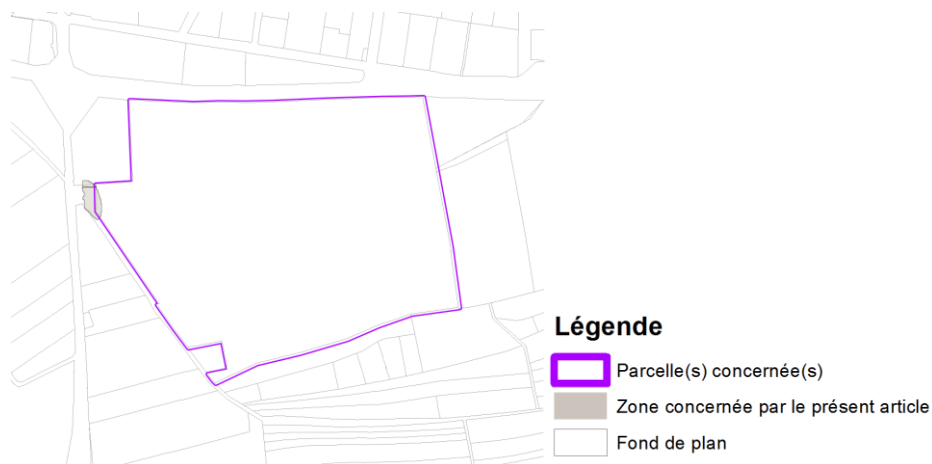 Légende
Parcelle(s) concernée(s)
Zone concernée par le présent article
Fond de plan